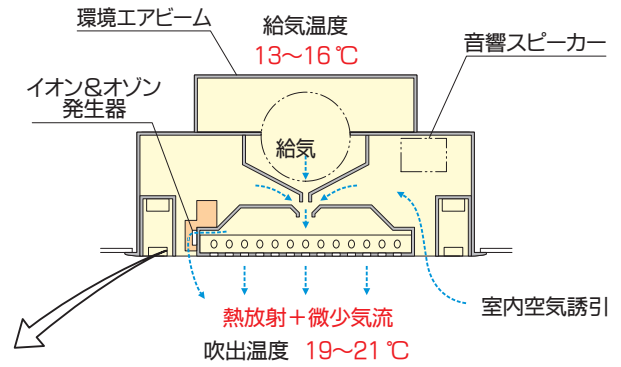 環境エアビーム
給気温度
13〜16℃
音響スピーカー
イオン&オゾン
発生器
給気
室内空気誘引
熱放射+微少気流
吹出温度 19〜21℃